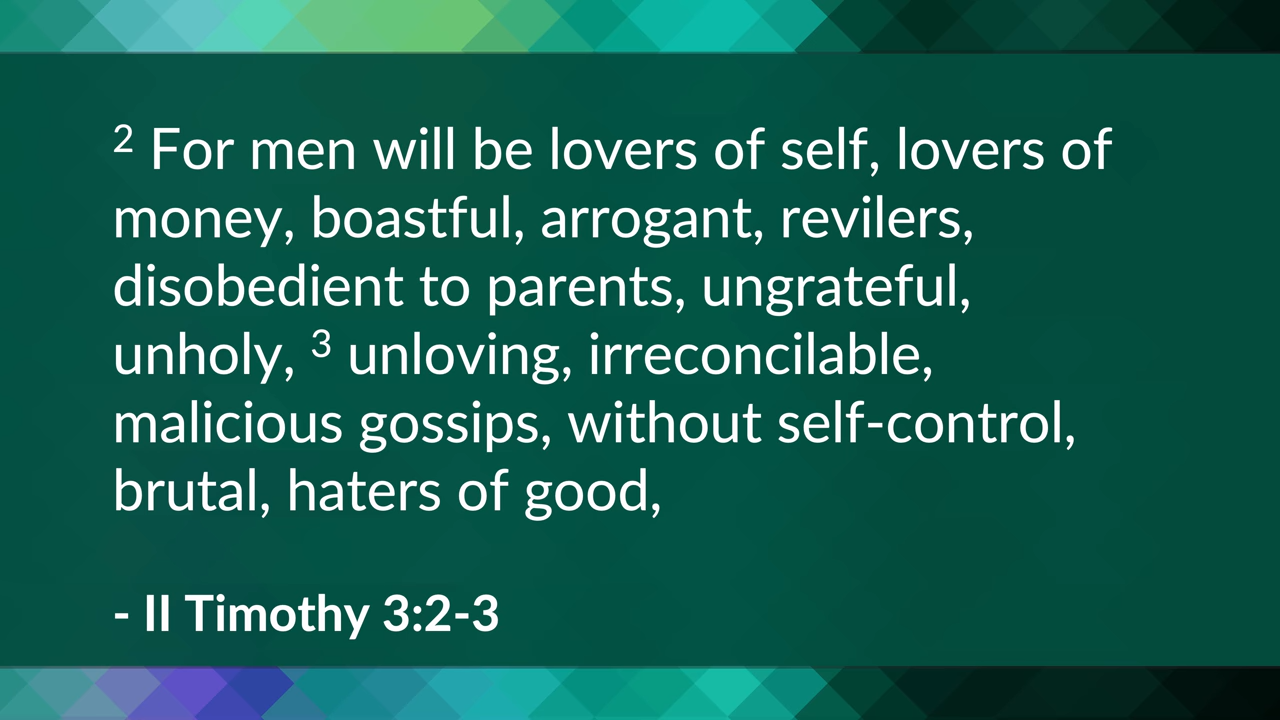 2 For men will be lovers of self, lovers of
money, boastful, arrogant, revilers,
disobedient to parents, ungrateful,
unholy, 3 unloving, irreconcilable,
malicious gossips, without self-control,
brutal, haters of good,
- II Timothy 3:2-3